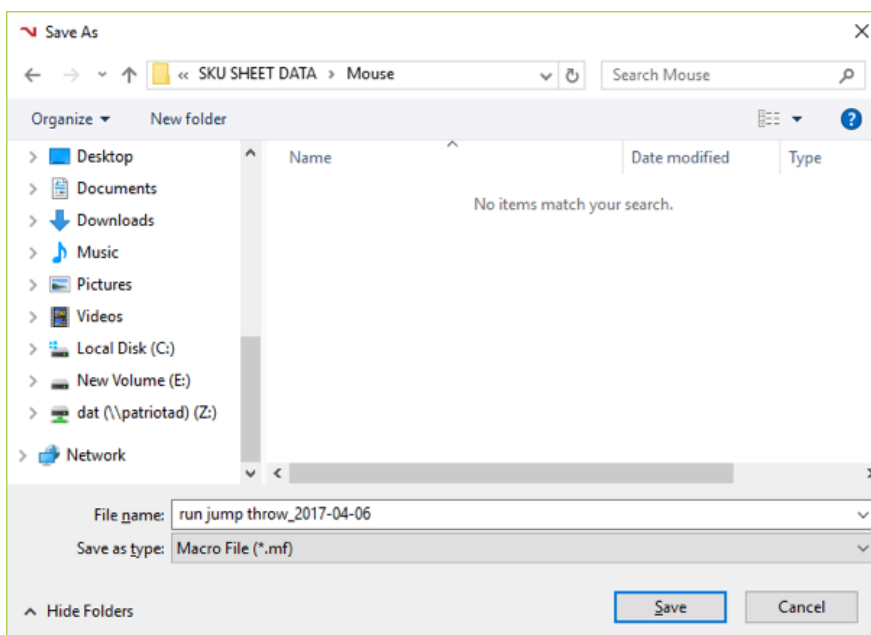 Save As
« SKU SHEET DATA > Mouse
Search Mouse
Organize
New folder
Name
Date modified
Type
No items match your search.
Desktop
Documents
Downloads
Music
Pictures
Videos
Local Disk (C:)
New Volume (E:)
dat (\\patriotad) (Z:)
Network
File name: run jump throw_2017-04-06
Save as type: Macro File (*.mf)
Hide Folders
Save
Cancel